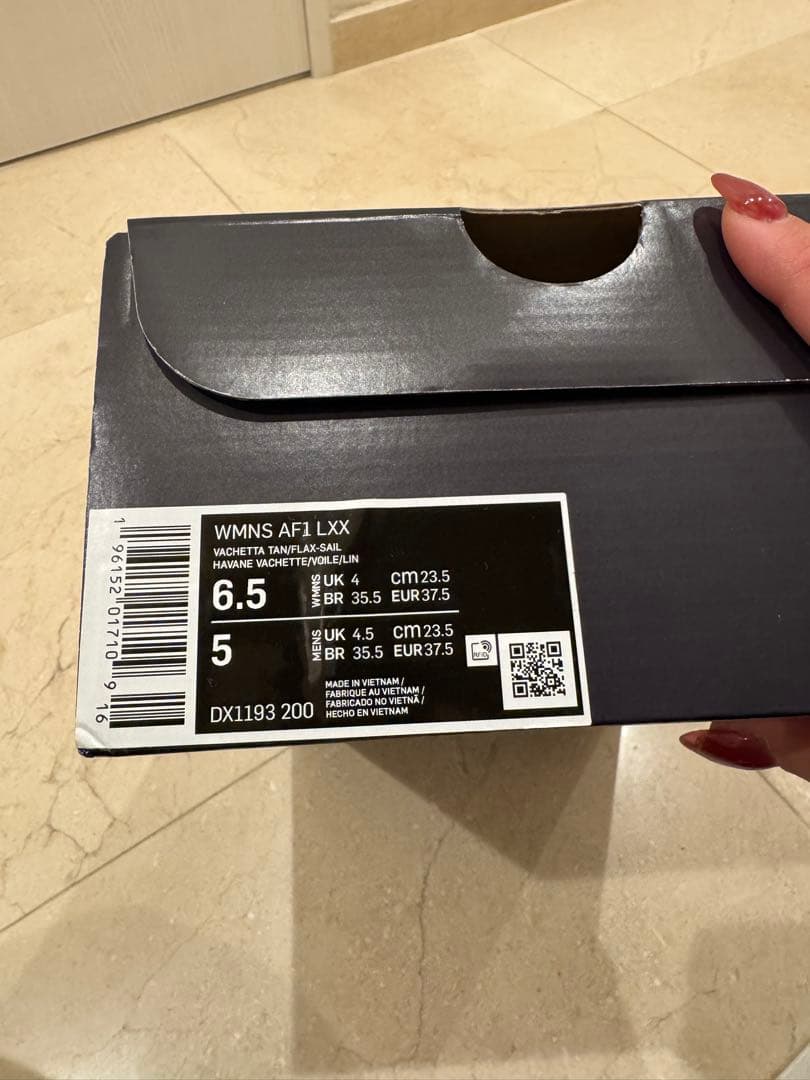 WMNS AF1 LXX
VACHETTA TAN/FLAX-SAIL
HAVANE VACHETTE/VOILE/LIN
6.5 WMNS UK 4 cm 23.5
BR 35.5 EUR 37.5
5 MENS UK 4.5 cm 23.5
BR 35.5 EUR 37.5
RFID
MADE IN VIETNAM /
FABRIQUE AU VIETNAM /
FABRICADO NO VIETNÃ /
HECHO EN VIETNAM
DX1193 200
1 96152 01710 9 16